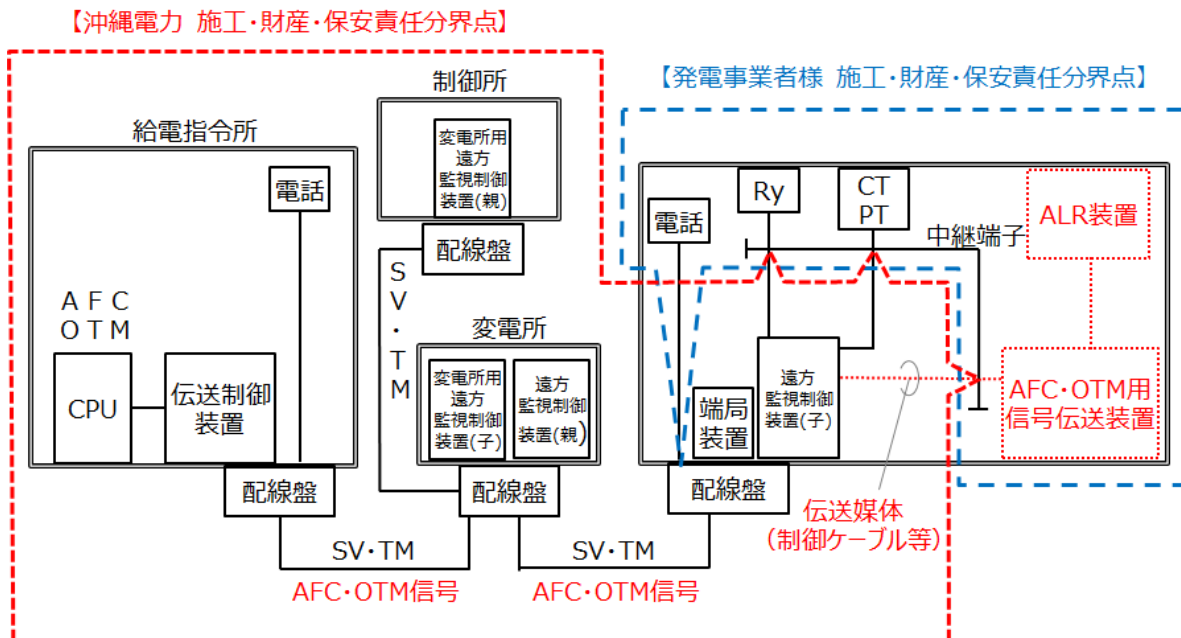 【沖縄電力 施工・財産・保安責任分界点】
【発電事業者様 施工・財産・保安責任分界点】
制御所
変電所用
遠方
監視制御
装置(親)
配線盤
給電指令所
電話
AFC
OTM
CPU
伝送制御
装置
配線盤
SV・TM
変電所
変電所用
遠方
監視制御
装置(子)
遠方
監視制御
装置(親)
配線盤
SV・TM
AFC・OTM信号
SV・TM
AFC・OTM信号
電話
Ry
CT
PT
中継端子
ALR装置
端局
装置
遠方
監視制御
装置(子)
AFC・OTM用
信号伝送装置
配線盤
伝送媒体
(制御ケーブル等)